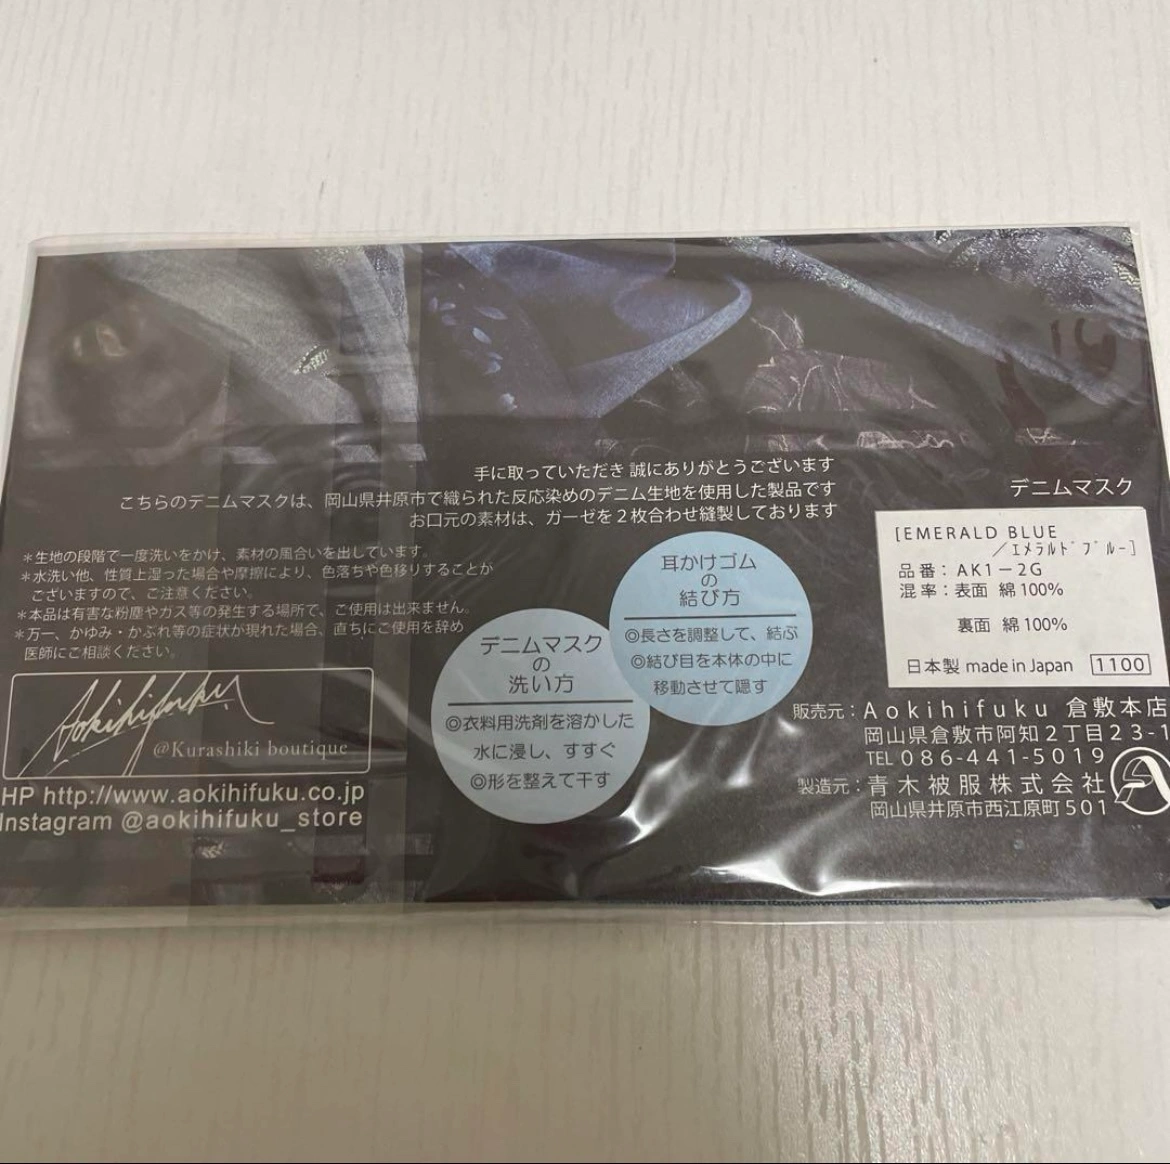 手に取っていただき 誠にありがとうございます
こちらのデニムマスクは、岡山県井原市で織られた反応染めのデニム生地を使用した製品です
お口元の素材は、ガーゼを２枚合わせ縫製しております
＊生地の段階で一度洗いをかけ、素材の風合いを出しています。
＊水洗い他、性質上湿った場合や摩擦により、色落ちや色移りすることが
ございますので、ご注意ください。
＊本品は有害な粉塵やガス等の発生する場所で、ご使用は出来ません。
＊万一、かゆみ・かぶれ等の症状が現れた場合、直ちにご使用を辞め
医師にご相談ください。
Aokihifuku
@Kurashiki boutique
HP http://www.aokihifuku.co.jp
Instagram @aokihifuku_store
デニムマスク
の
洗い方
◎衣料用洗剤を溶かした
水に浸し、すすぐ
◎形を整えて干す
耳かけゴム
の
結び方
◎長さを調整して、結ぶ
◎結び目を本体の中に
移動させて隠す
デニムマスク
[EMERALD BLUE
／ｴﾒﾗﾙﾄﾞﾌﾞﾙｰ]
品番：AK1－2G
混率：表面 綿100%
裏面 綿100%
日本製 made in Japan 1100
販売元：Aokihifuku 倉敷本店
岡山県倉敷市阿知２丁目２３-１
TEL 086-441-5019
製造元：青木被服株式会社
岡山県井原市西江原町501